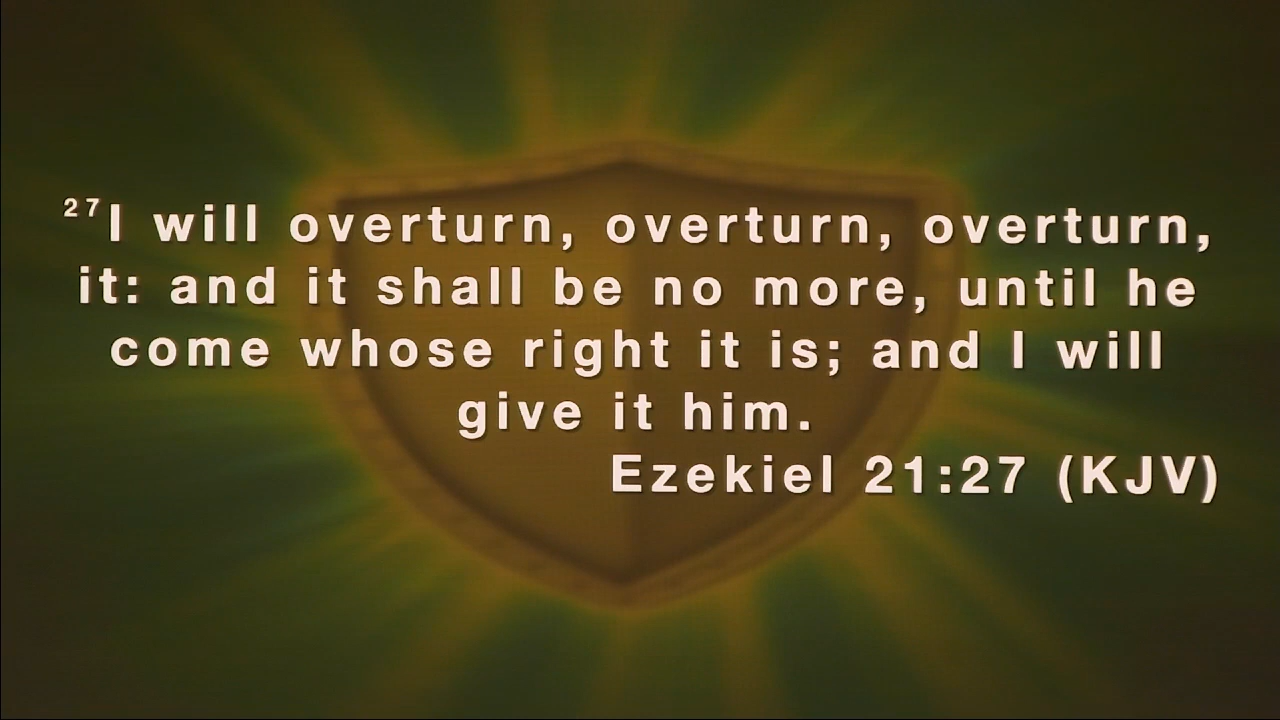 ²⁷I will overturn, overturn, overturn,
it: and it shall be no more, until he
come whose right it is; and I will
give it him.
Ezekiel 21:27 (KJV)